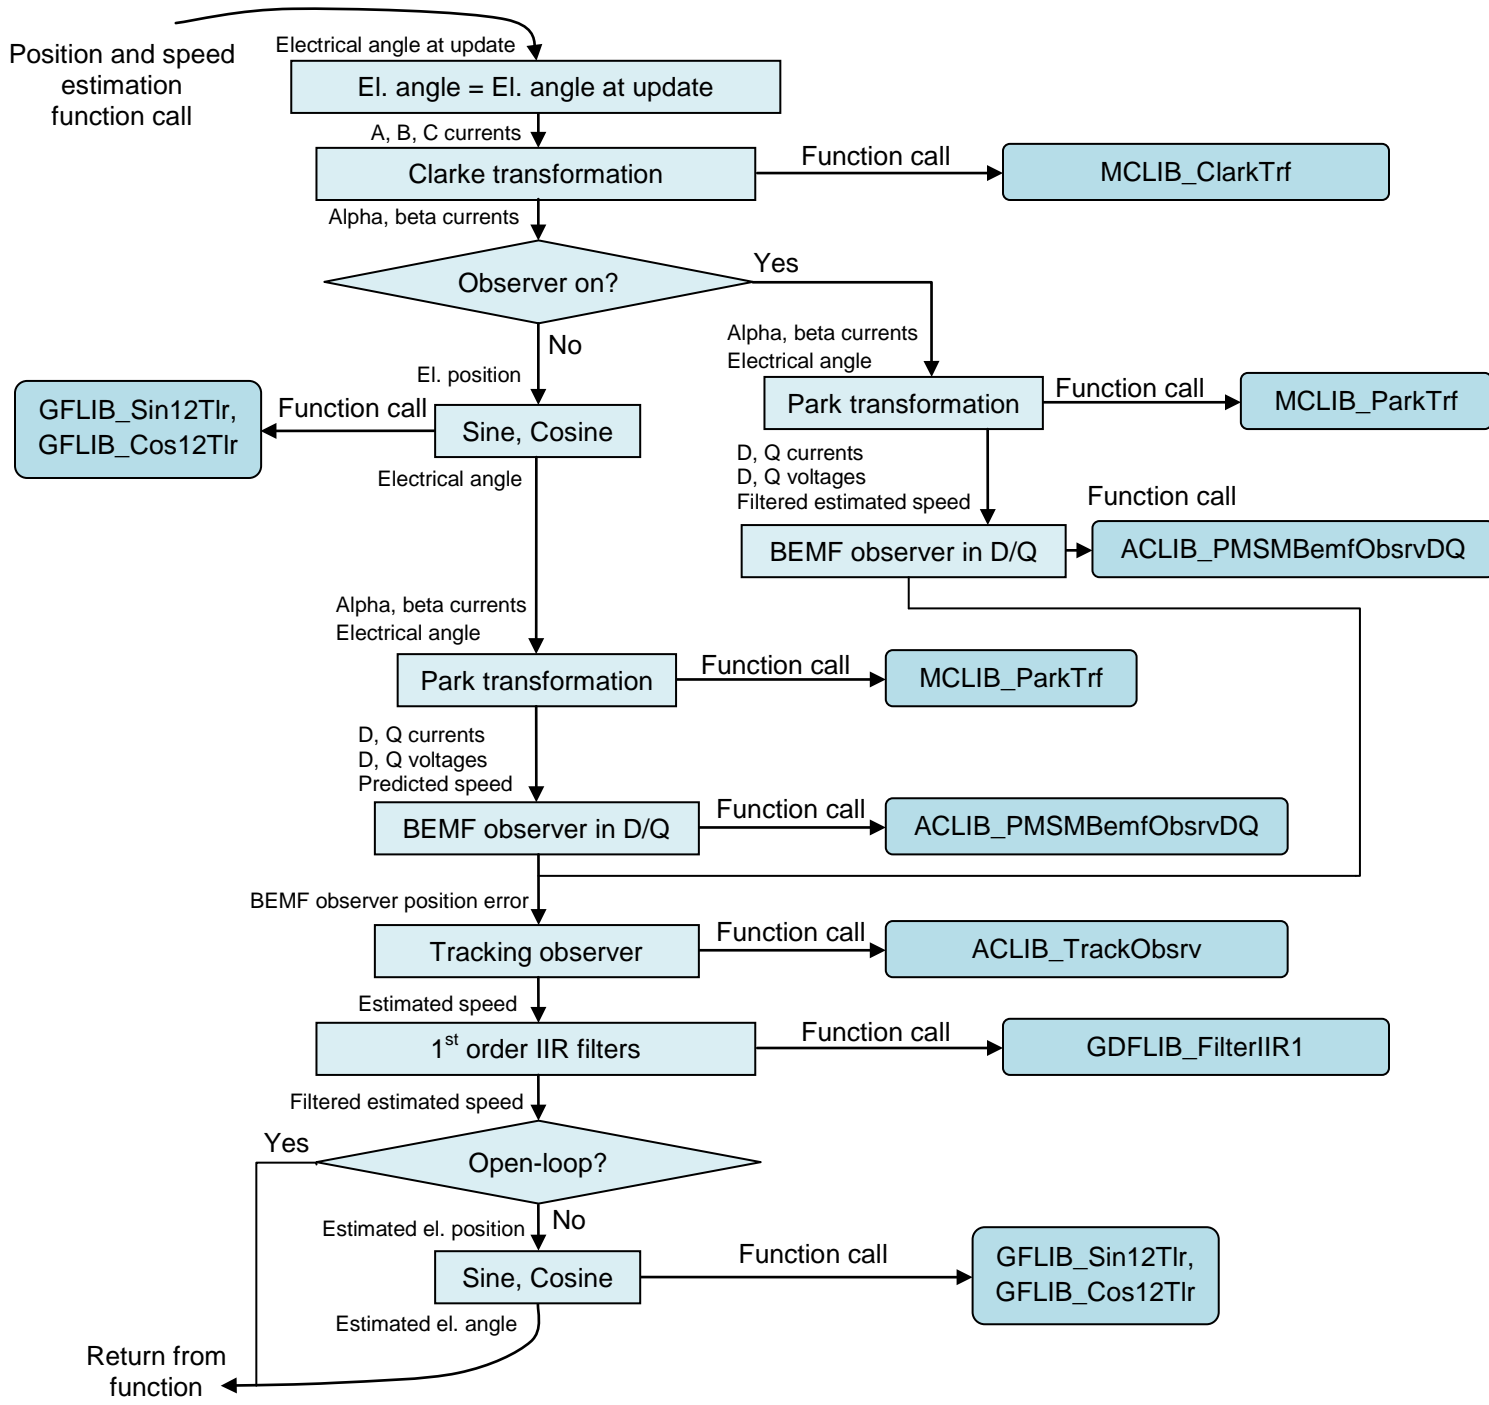 Position and speed
estimation
function call
Electrical angle at update
El. angle = El. angle at update
A, B, C currents
Clarke transformation
Function call
MCLIB_ClarkTrf
Alpha, beta currents
Observer on?
Yes
No
Alpha, beta currents
Electrical angle
Park transformation
Function call
MCLIB_ParkTrf
El. position
Sine, Cosine
Function call
GFLIB_Sin12Tlr,
GFLIB_Cos12Tlr
Electrical angle
D, Q currents
D, Q voltages
Filtered estimated speed
BEMF observer in D/Q
Function call
ACLIB_PMSMBemfObsrvDQ
Alpha, beta currents
Electrical angle
Park transformation
Function call
MCLIB_ParkTrf
D, Q currents
D, Q voltages
Predicted speed
BEMF observer in D/Q
Function call
ACLIB_PMSMBemfObsrvDQ
BEMF observer position error
Tracking observer
Function call
ACLIB_TrackObsrv
Estimated speed
1st order IIR filters
Function call
GDFLIB_FilterIIR1
Filtered estimated speed
Yes
Open-loop?
No
Estimated el. position
Sine, Cosine
Function call
GFLIB_Sin12Tlr,
GFLIB_Cos12Tlr
Estimated el. angle
Return from
function